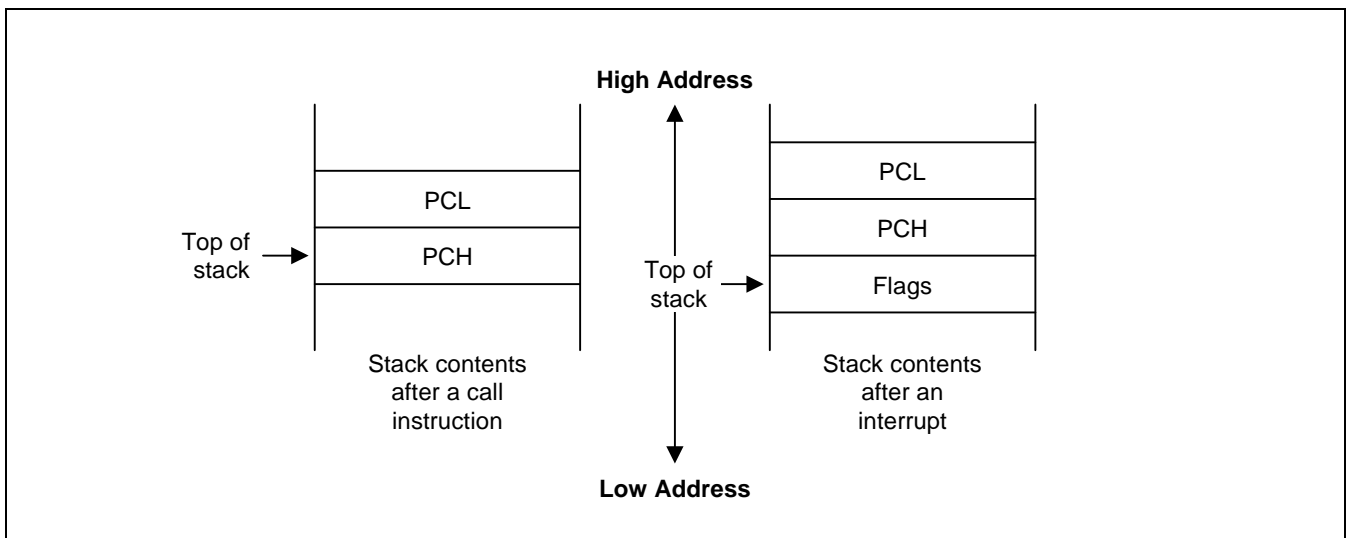 High Address
PCL
PCH
Top of
stack
Stack contents
after a call
instruction
Top of
stack
PCL
PCH
Flags
Stack contents
after an
interrupt
Low Address